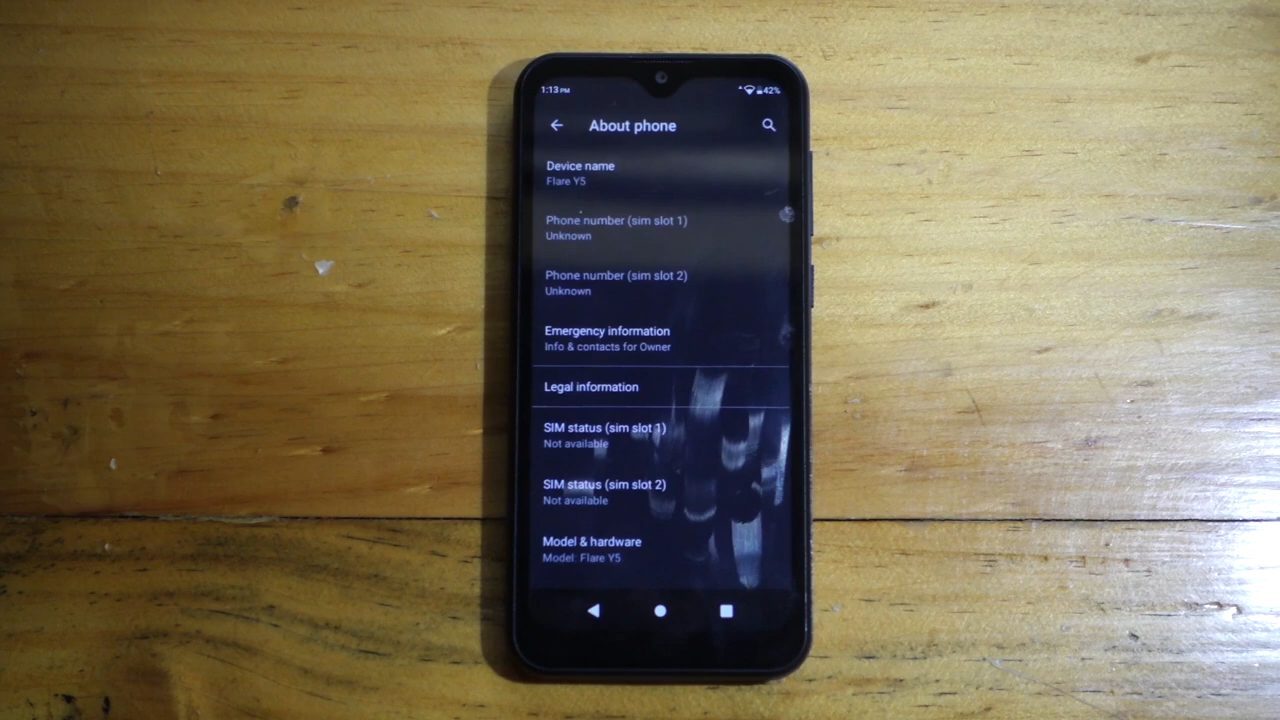 1:13 PM 42%
About phone
Device name
Flare Y5
Phone number (sim slot 1)
Unknown
Phone number (sim slot 2)
Unknown
Emergency information
Info & contacts for Owner
Legal information
SIM status (sim slot 1)
Not available
SIM status (sim slot 2)
Not available
Model & hardware
Model: Flare Y5